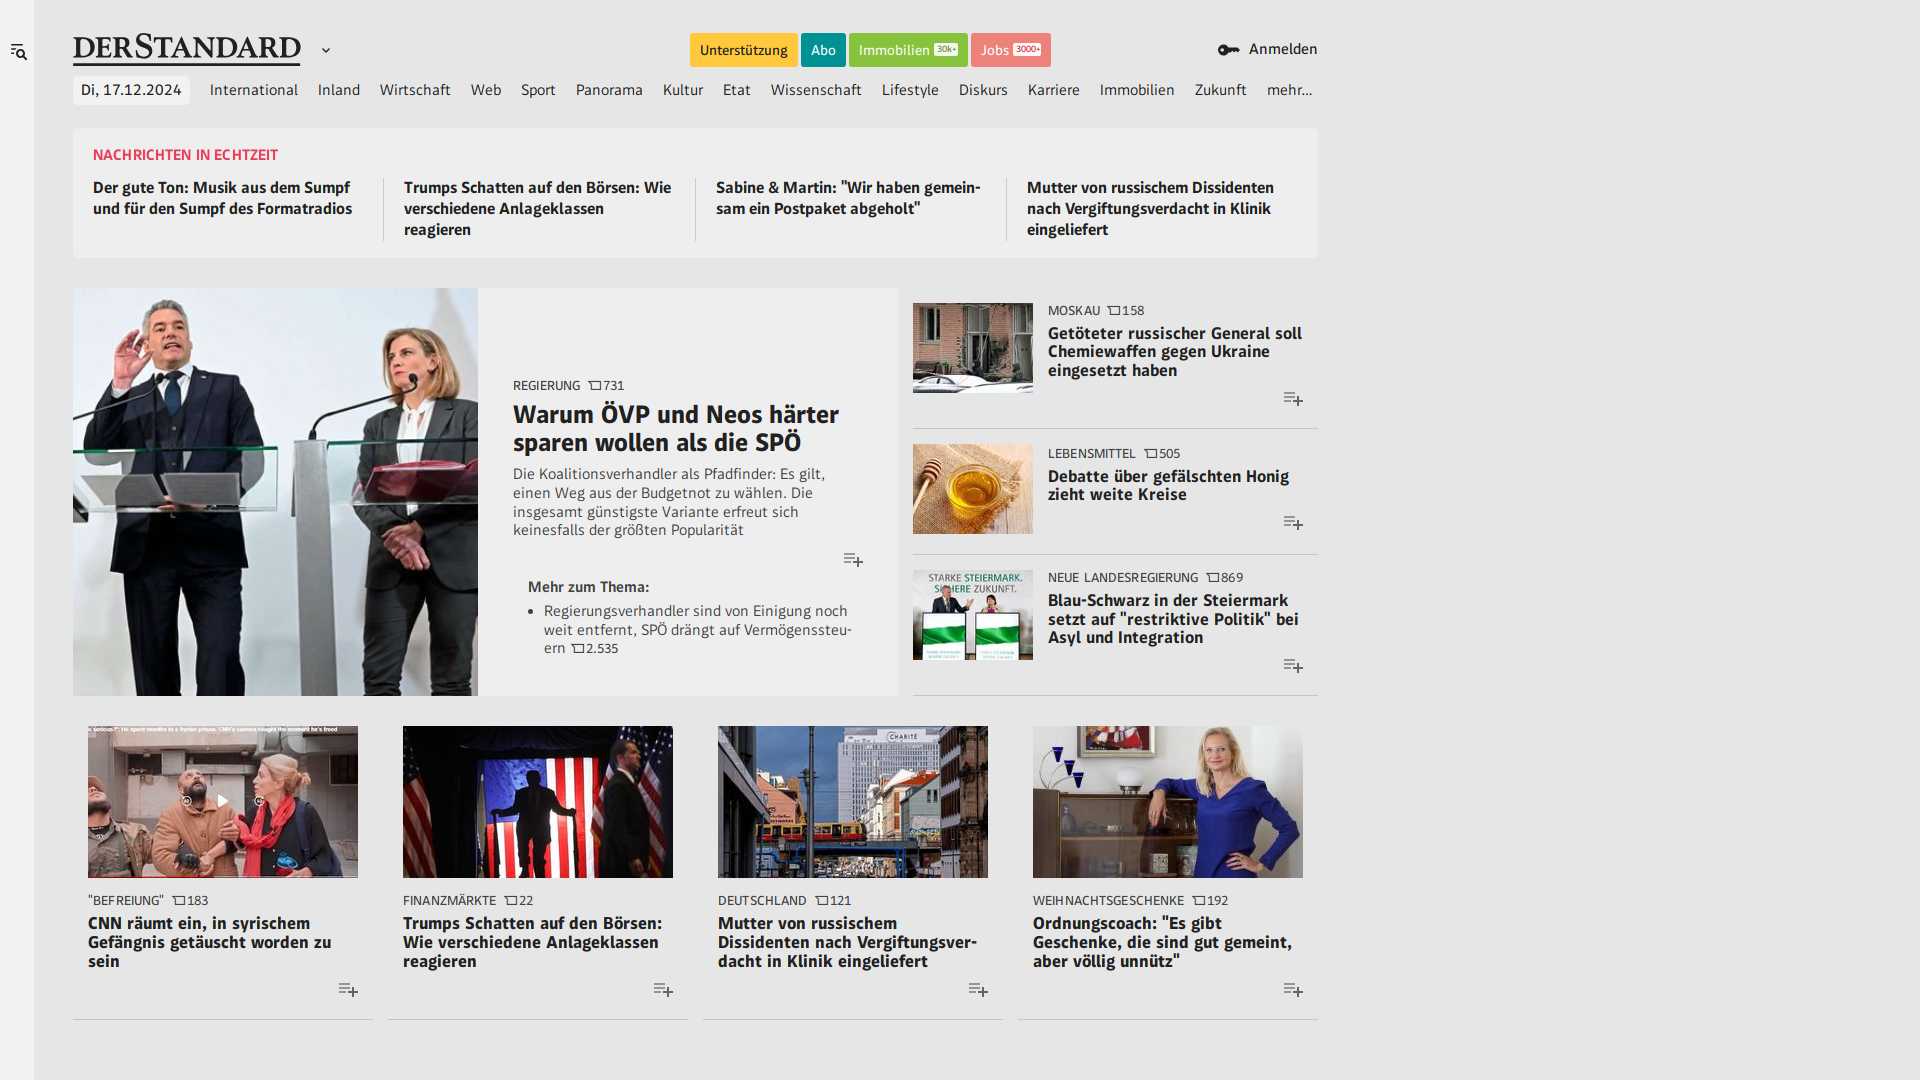 DERSTANDARD
Unterstützung
Abo
Immobilien 30k+
Jobs 3000+
Anmelden
Di, 17.12.2024
International
Inland
Wirtschaft
Web
Sport
Panorama
Kultur
Etat
Wissenschaft
Lifestyle
Diskurs
Karriere
Immobilien
Zukunft
mehr...
NACHRICHTEN IN ECHTZEIT
Der gute Ton: Musik aus dem Sumpf
und für den Sumpf des Formatradios
Trumps Schatten auf den Börsen: Wie
verschiedene Anlageklassen
reagieren
Sabine & Martin: "Wir haben gemein-
sam ein Postpaket abgeholt"
Mutter von russischem Dissidenten
nach Vergiftungsverdacht in Klinik
eingeliefert
REGIERUNG 731
Warum ÖVP und Neos härter
sparen wollen als die SPÖ
Die Koalitionsverhandler als Pfadfinder: Es gilt,
einen Weg aus der Budgetnot zu wählen. Die
insgesamt günstigste Variante erfreut sich
keinesfalls der größten Popularität
Mehr zum Thema:
Regierungsverhandler sind von Einigung noch
weit entfernt, SPÖ drängt auf Vermögenssteu-
ern 2.535
MOSKAU 158
Getöteter russischer General soll
Chemiewaffen gegen Ukraine
eingesetzt haben
LEBENSMITTEL 505
Debatte über gefälschten Honig
zieht weite Kreise
STARKE STEIERMARK.
SICHERE ZUKUNFT.
NEUE LANDESREGIERUNG 869
Blau-Schwarz in der Steiermark
setzt auf "restriktive Politik" bei
Asyl und Integration
"BEFREIUNG" 183
CNN räumt ein, in syrischem
Gefängnis getäuscht worden zu
sein
FINANZMÄRKTE 22
Trumps Schatten auf den Börsen:
Wie verschiedene Anlageklassen
reagieren
CHARITÉ
DEUTSCHLAND 121
Mutter von russischem
Dissidenten nach Vergiftungsver-
dacht in Klinik eingeliefert
WEIHNACHTSGESCHENKE 192
Ordnungscoach: "Es gibt
Geschenke, die sind gut gemeint,
aber völlig unnütz"